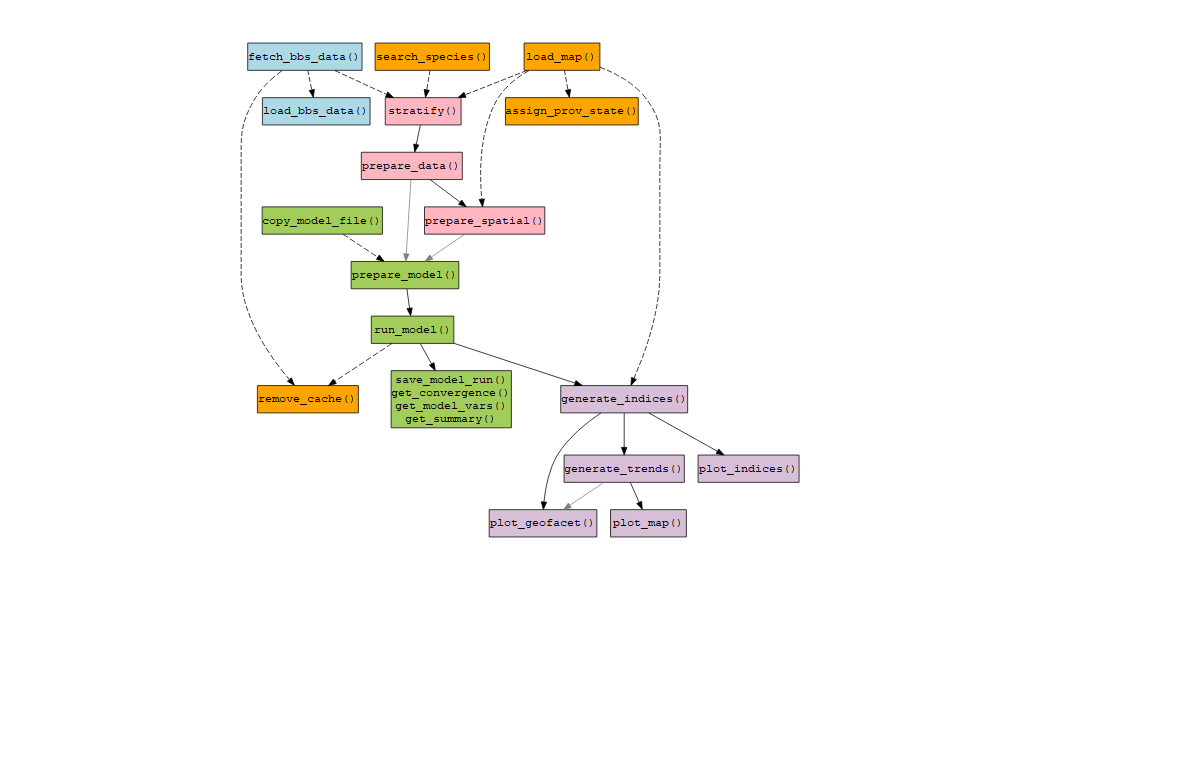 fetch_bbs_data()
search_species()
load_map()
load_bbs_data()
stratify()
assign_prov_state()
prepare_data()
copy_model_file()
prepare_spatial()
prepare_model()
run_model()
remove_cache()
save_model_run()
get_convergence()
get_model_vars()
get_summary()
generate_indices()
generate_trends()
plot_indices()
plot_geofacet()
plot_map()